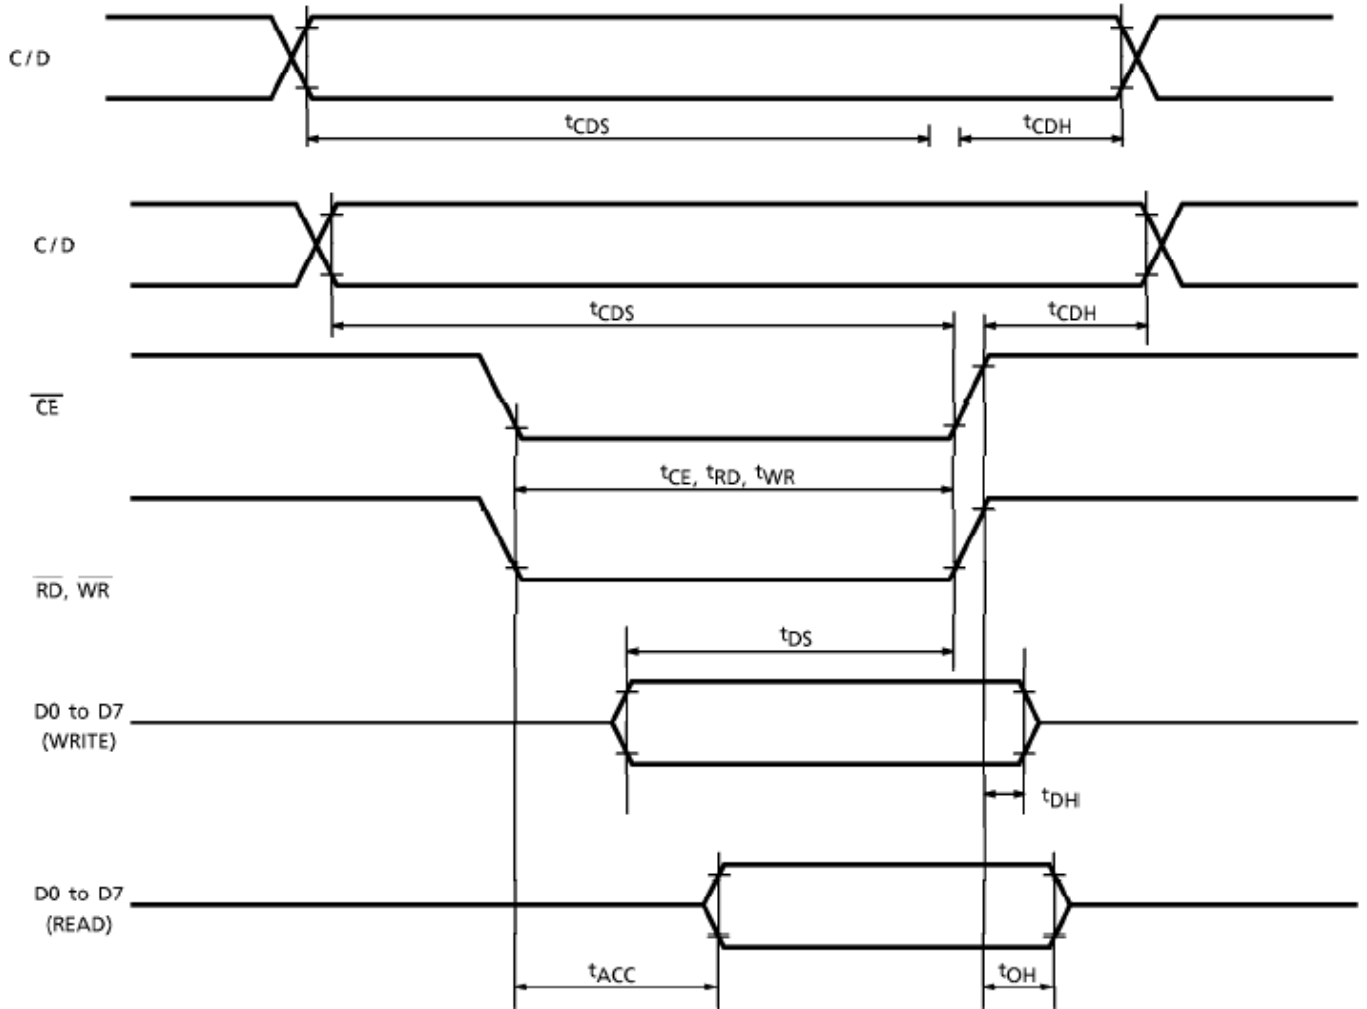 C/D
tCDS
tCDH
C/D
tCDS
tCDH
CE
tCE, tRD, tWR
RD, WR
tDS
D0 to D7
(WRITE)
tDH
D0 to D7
(READ)
tACC
tOH